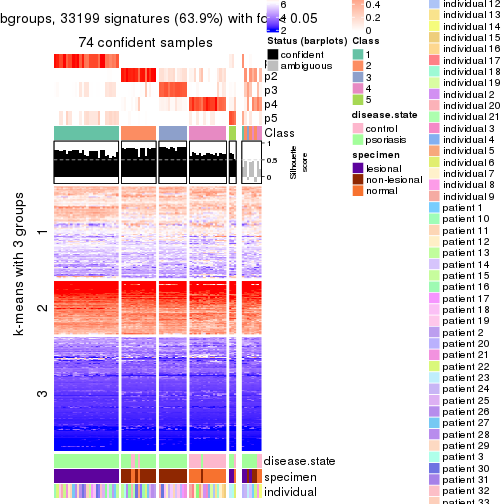 bgroups, 33199 signatures (63.9%) with fdr < 0.05
74 confident samples
p2
p3
p4
p5
Class
1
0.5
0
Silhouette
score
k-means with 3 groups
1
2
3
disease.state
specimen
individual
6
4
2
Status (barplots)
confident
ambiguous
0.4
0.2
0
Class
1
2
3
4
5
disease.state
control
psoriasis
specimen
lesional
non-lesional
normal
individual 12
individual 13
individual 14
individual 15
individual 16
individual 17
individual 18
individual 19
individual 2
individual 20
individual 21
individual 3
individual 4
individual 5
individual 6
individual 7
individual 8
individual 9
patient 1
patient 10
patient 11
patient 12
patient 13
patient 14
patient 15
patient 16
patient 17
patient 18
patient 19
patient 2
patient 20
patient 21
patient 22
patient 23
patient 24
patient 25
patient 26
patient 27
patient 28
patient 29
patient 3
patient 30
patient 31
patient 32
patient 33